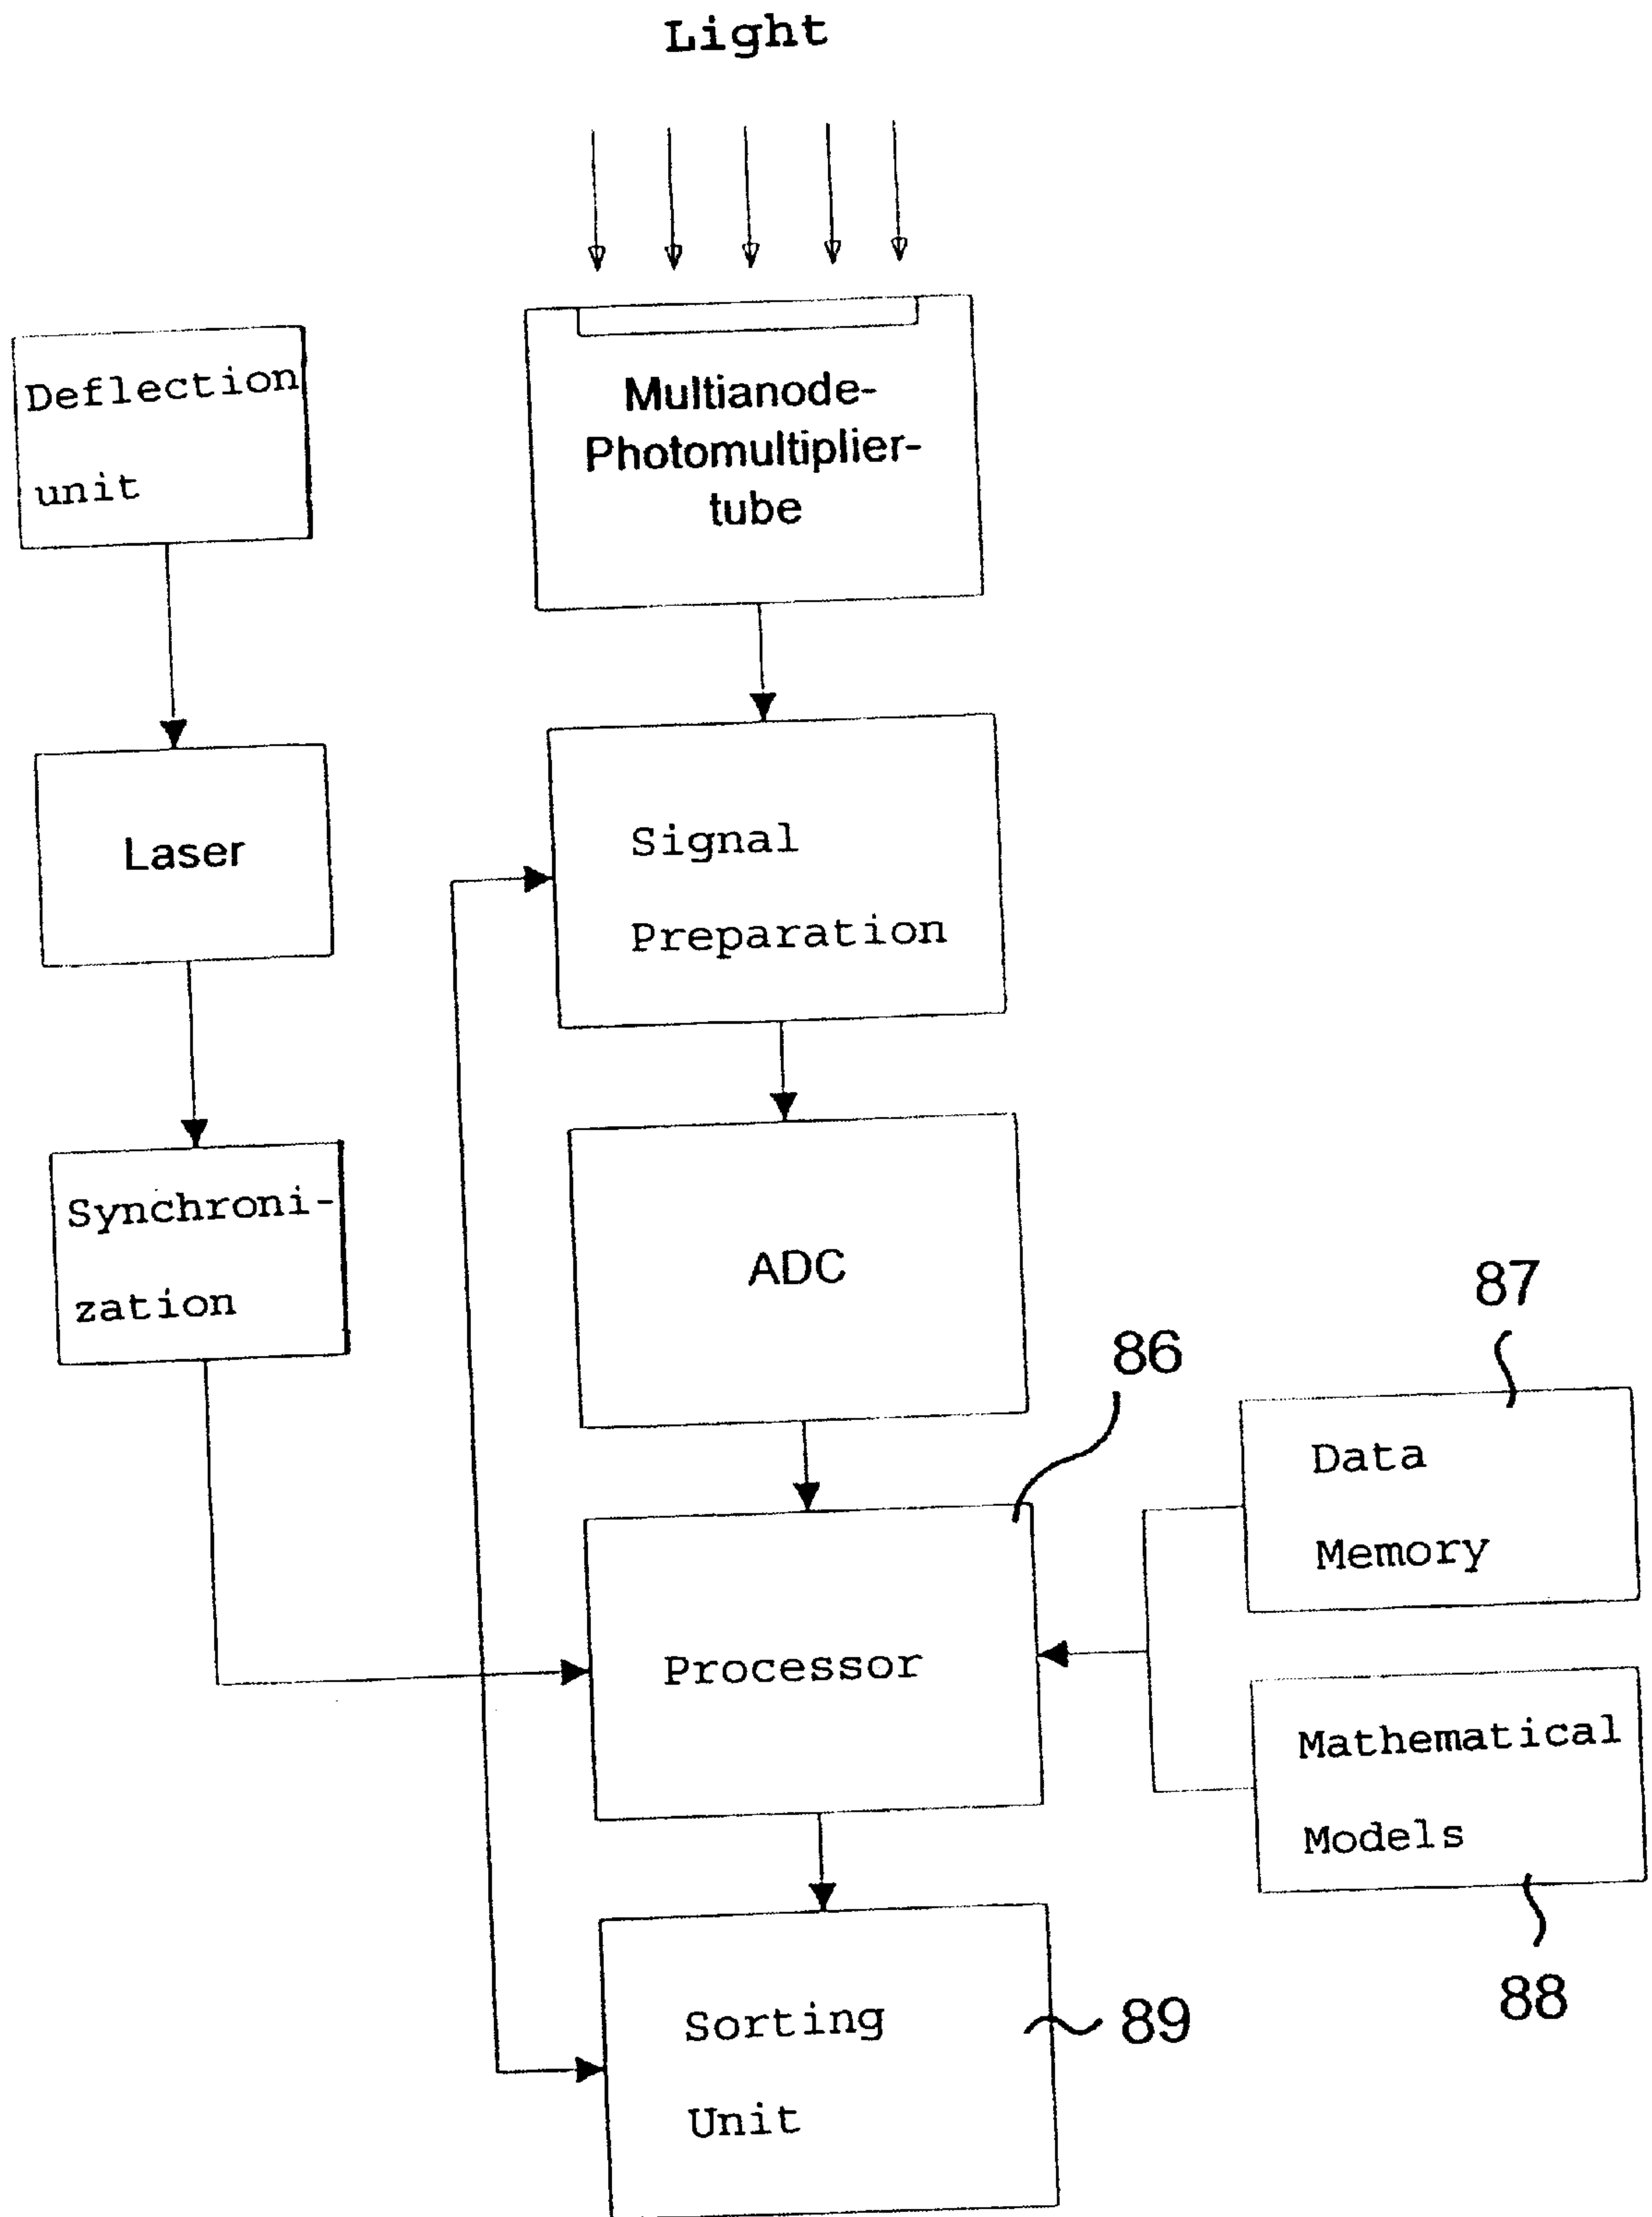 Light
Deflection
unit
Multianode-
Photomultiplier-
tube
Laser
Signal
Preparation
Synchroni-
zation
ADC
86
87
Data
Memory
Processor
Mathematical
Models
88
Sorting
Unit
89